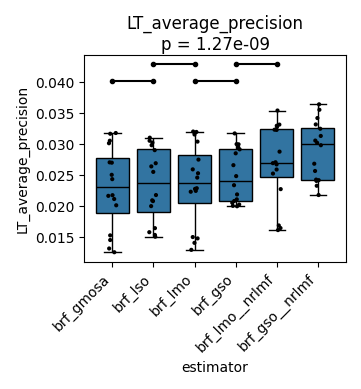 LT_average_precision
p = 1.27e-09
0.040
0.035
0.030
0.025
0.020
0.015
LT_average_precision
brf_gmosa
brf_lso
brf_lmo
brf_gso
brf_lmo__nrlmf
brf_gso__nrlmf
estimator